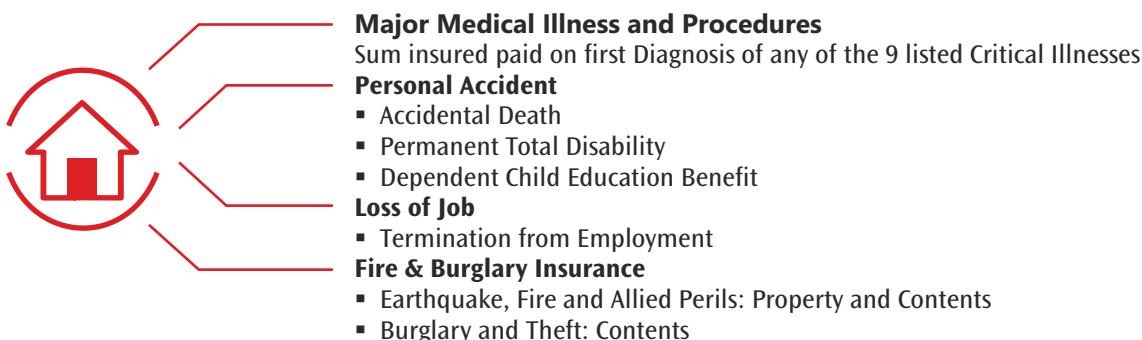 Major Medical Illness and Procedures
Sum insured paid on first Diagnosis of any of the 9 listed Critical Illnesses
Personal Accident
▪ Accidental Death
▪ Permanent Total Disability
▪ Dependent Child Education Benefit
Loss of Job
▪ Termination from Employment
Fire & Burglary Insurance
▪ Earthquake, Fire and Allied Perils: Property and Contents
▪ Burglary and Theft: Contents